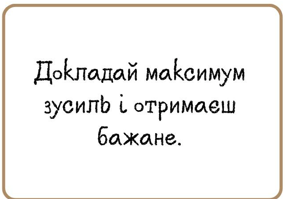 Докладай максимум
зусиль і отримаєш
бажане.